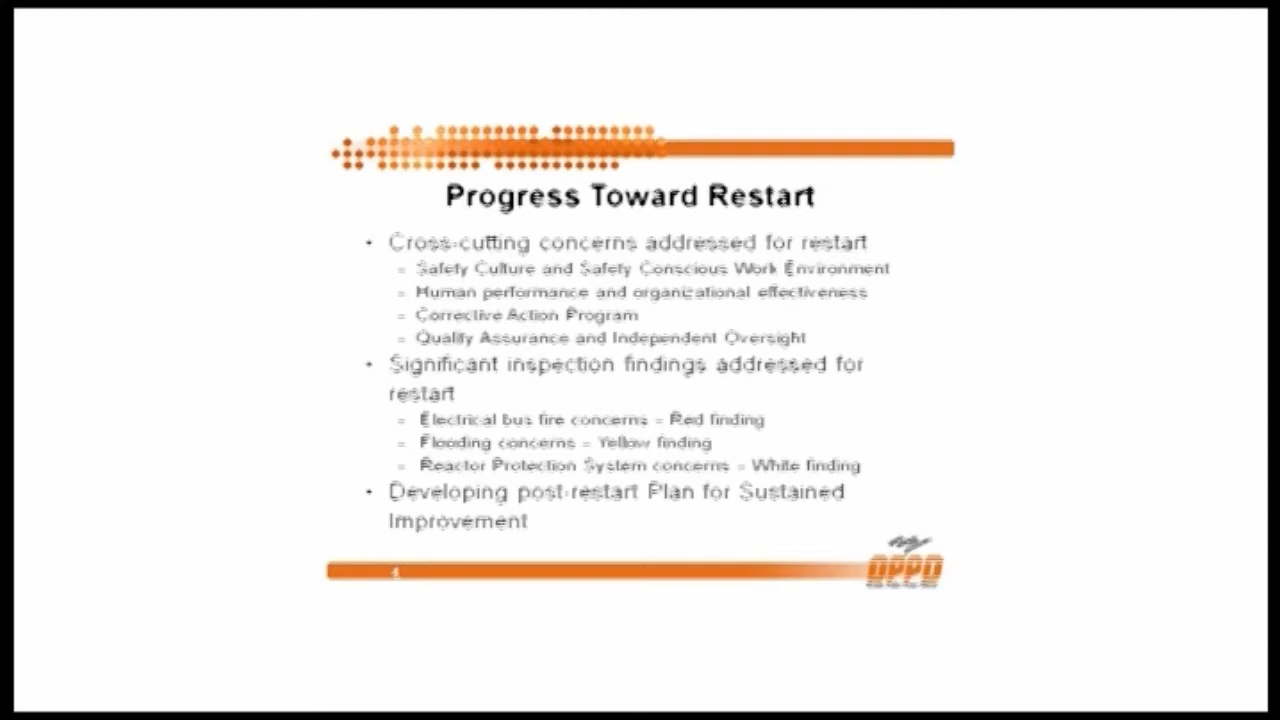 Progress Toward Restart
• Cross-cutting concerns addressed for restart
– Safety Culture and Safety Conscious Work Environment
– Human performance and organizational effectiveness
– Corrective Action Program
– Quality Assurance and Independent Oversight
• Significant inspection findings addressed for
restart
– Electrical bus fire concerns – Red finding
– Flooding concerns – Yellow finding
– Reactor Protection System concerns – White finding
• Developing post-restart Plan for Sustained
Improvement
4
OPPD